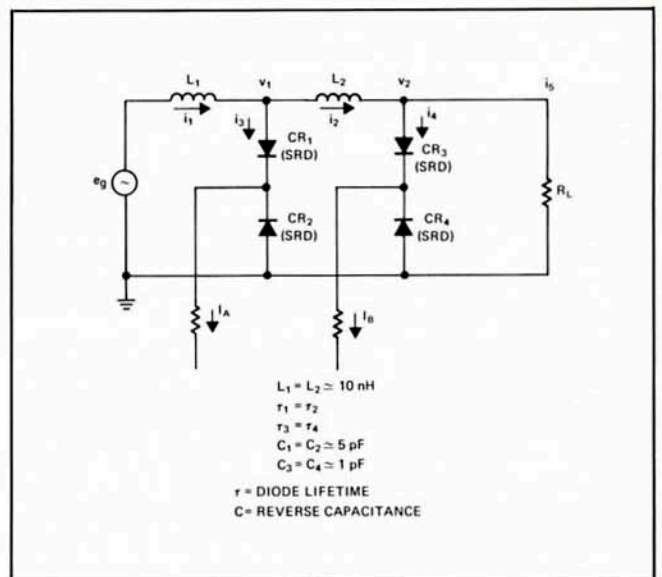 L₁ v₁ L₂ v₂ i₅
i₁ i₃ i₂ i₄
CR₁
(SRD)
CR₃
(SRD)
e_g ~
R_L
CR₂
(SRD)
CR₄
(SRD)
I_A I_B
L₁ = L₂ ≃ 10 nH
τ₁ = τ₂
τ₃ = τ₄
C₁ = C₂ ≃ 5 pF
C₃ = C₄ ≃ 1 pF
τ = DIODE LIFETIME
C= REVERSE CAPACITANCE